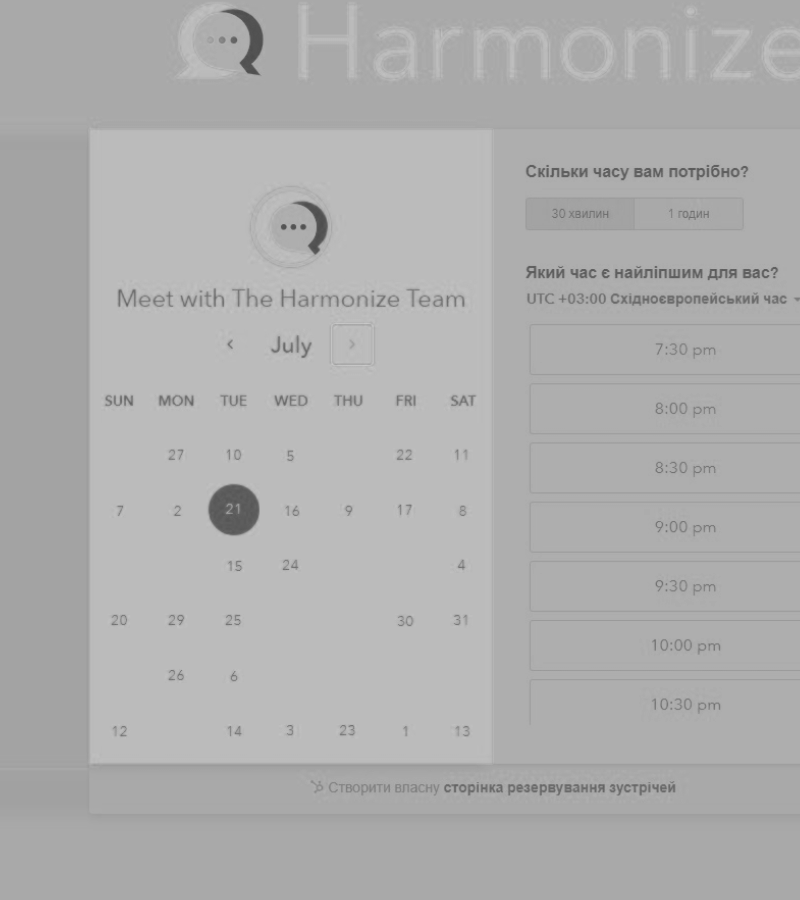 Harmonize
Meet with The Harmonize Team
July
SUN MON TUE WED THU FRI SAT
27 10 5 22 11
7 2 21 16 9 17 8
15 24 4
20 29 25 30 31
26 6
12 14 3 23 1 13
Скільки часу вам потрібно?
30 хвилин 1 годин
Який час є найліпшим для вас?
UTC +03:00 Східноєвропейський час
7:30 pm
8:00 pm
8:30 pm
9:00 pm
9:30 pm
10:00 pm
10:30 pm
Створити власну сторінка резервування зустрічей